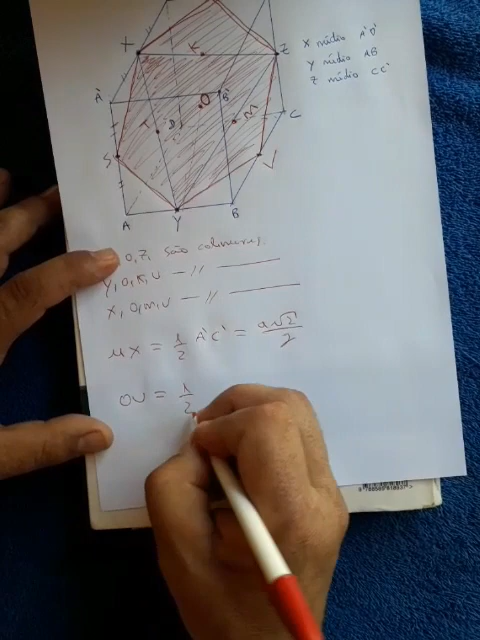 X médio A'D'
Y médio AB
Z médio CC'
X
K
Z
A'
O
B'
M
C
T
D
S
V
A
Y
B
O, Z, são colineares.
Y, O, K, U — // —
X, O, M, V — // —
UX = 1/2 A'C' = a√2/2
OU = 1/2